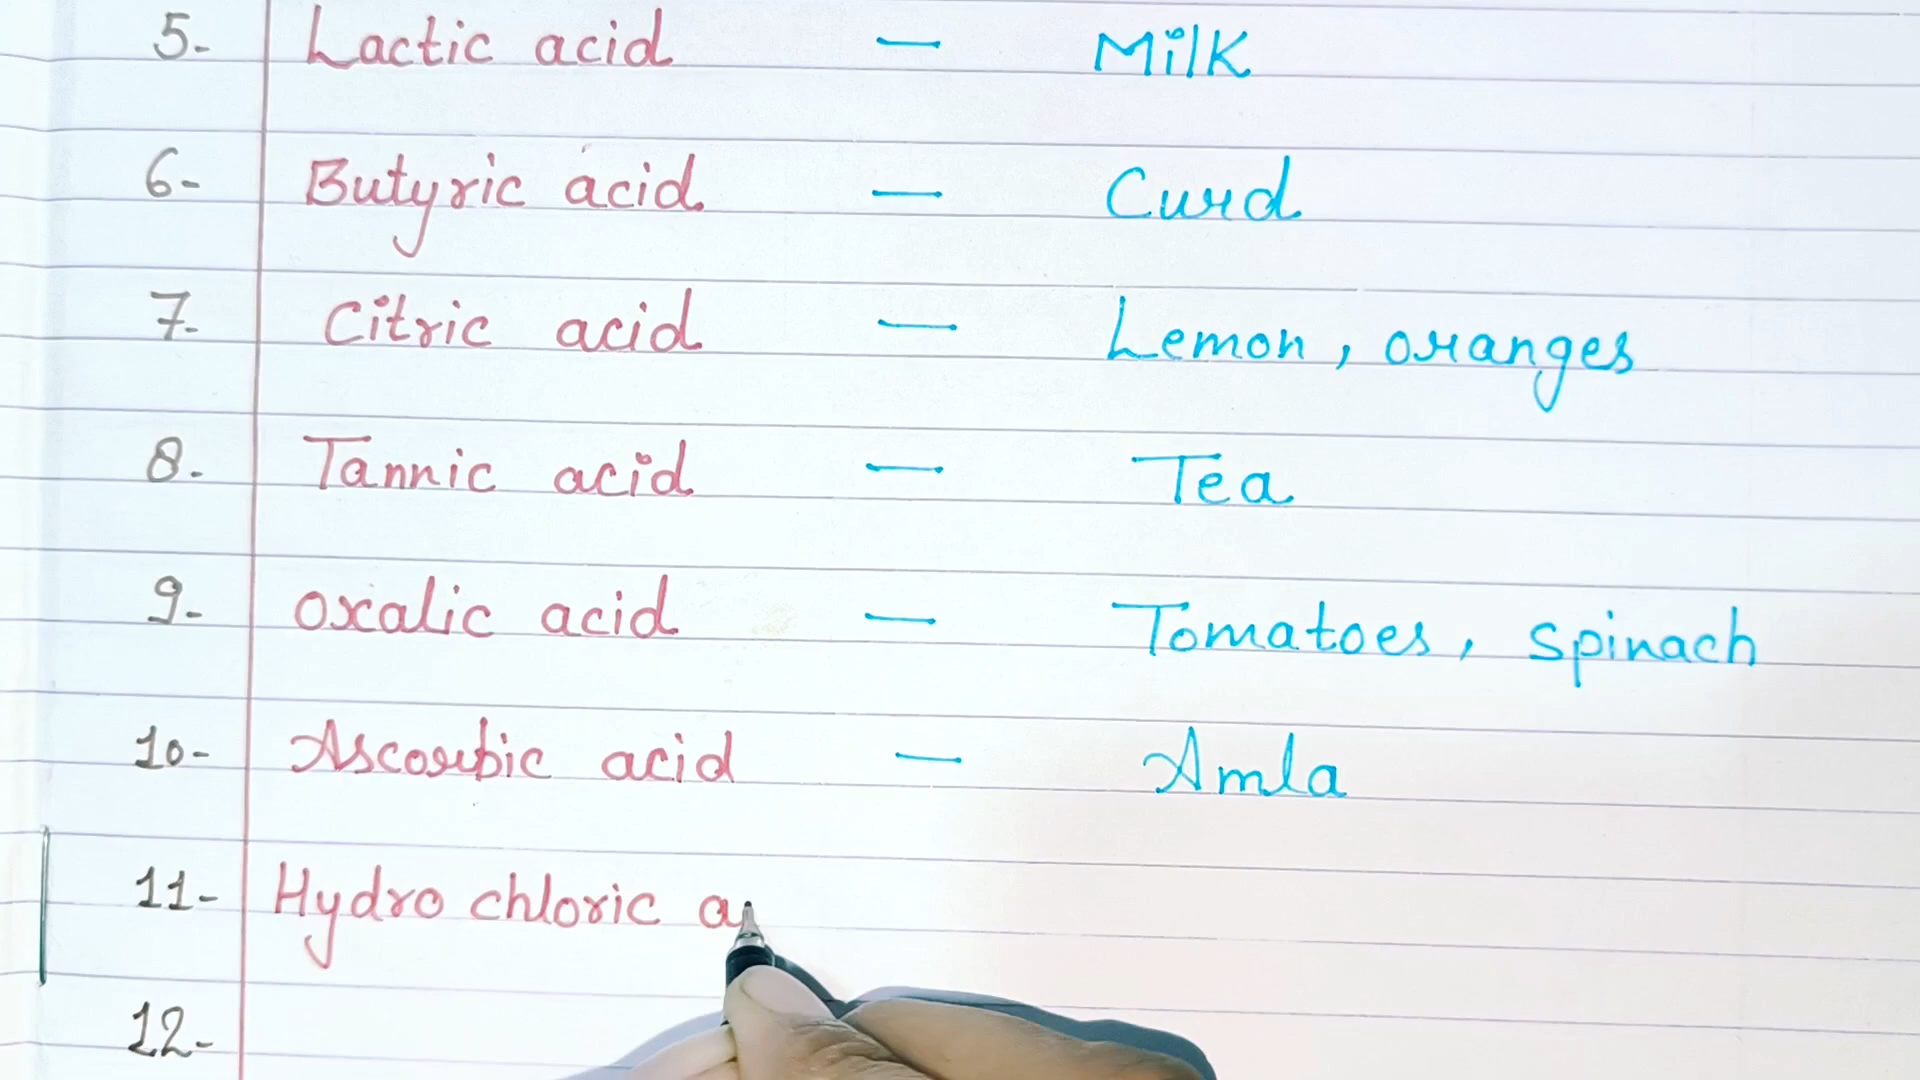 5- Lactic acid — Milk
6- Butyric acid — Curd
7- Citric acid — Lemon, oranges
8- Tannic acid — Tea
9- Oxalic acid — Tomatoes, spinach
10- Ascorbic acid — Amla
11- Hydro chloric a
12-